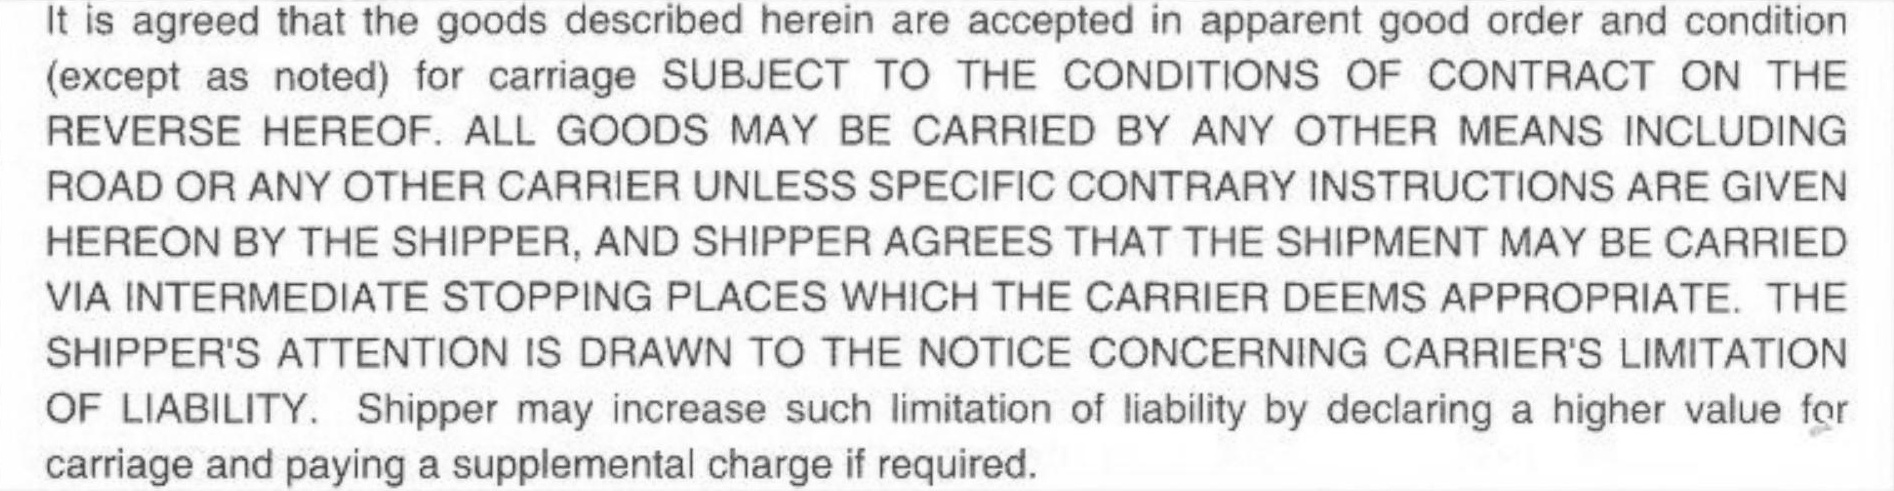 It is agreed that the goods described herein are accepted in apparent good order and condition
(except as noted) for carriage SUBJECT TO THE CONDITIONS OF CONTRACT ON THE
REVERSE HEREOF. ALL GOODS MAY BE CARRIED BY ANY OTHER MEANS INCLUDING
ROAD OR ANY OTHER CARRIER UNLESS SPECIFIC CONTRARY INSTRUCTIONS ARE GIVEN
HEREON BY THE SHIPPER, AND SHIPPER AGREES THAT THE SHIPMENT MAY BE CARRIED
VIA INTERMEDIATE STOPPING PLACES WHICH THE CARRIER DEEMS APPROPRIATE. THE
SHIPPER'S ATTENTION IS DRAWN TO THE NOTICE CONCERNING CARRIER'S LIMITATION
OF LIABILITY. Shipper may increase such limitation of liability by declaring a higher value for
carriage and paying a supplemental charge if required.